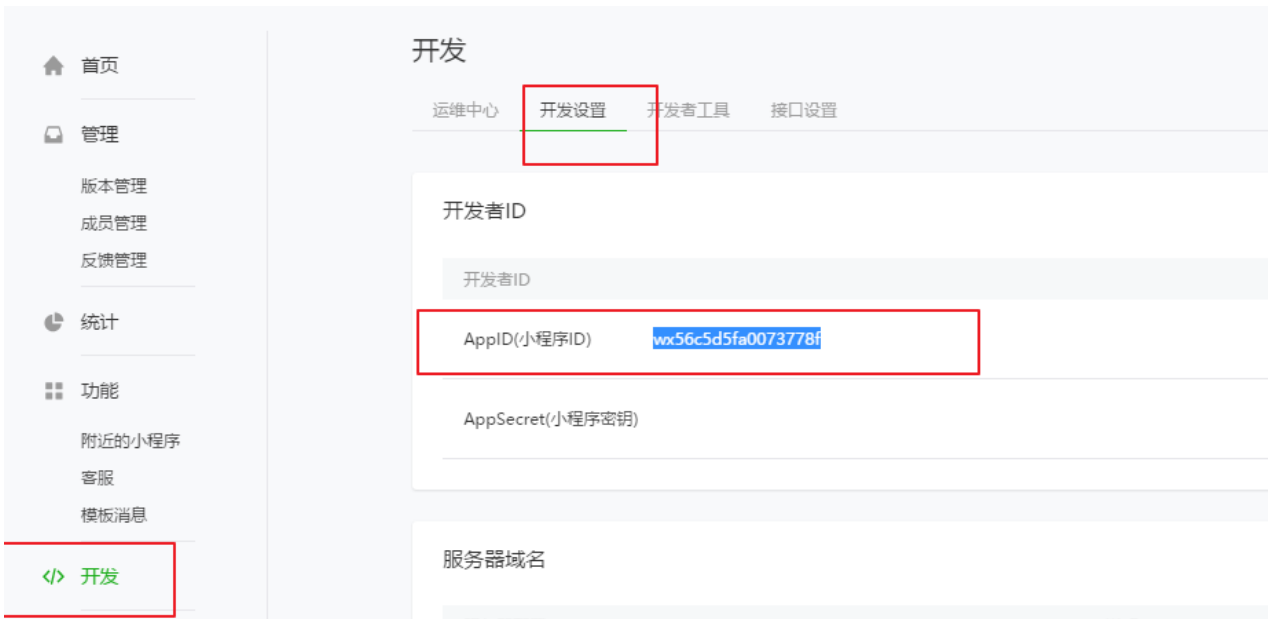 首页
管理
版本管理
成员管理
反馈管理
统计
功能
附近的小程序
客服
模板消息
开发
开发
运维中心 开发设置 开发者工具 接口设置
开发者ID
开发者ID
AppID(小程序ID) wx56c5d5fa0073778f
AppSecret(小程序密钥)
服务器域名